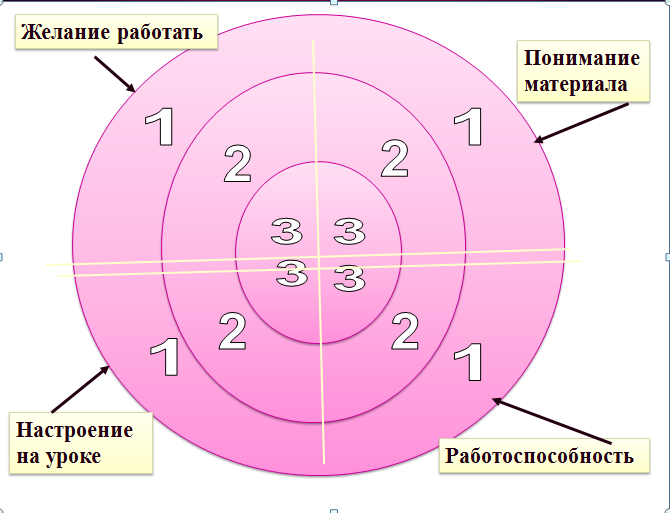 Желание работать
Понимание
материала
1
1
2
2
3
3
3
3
2
2
1
1
Настроение
на уроке
Работоспособность